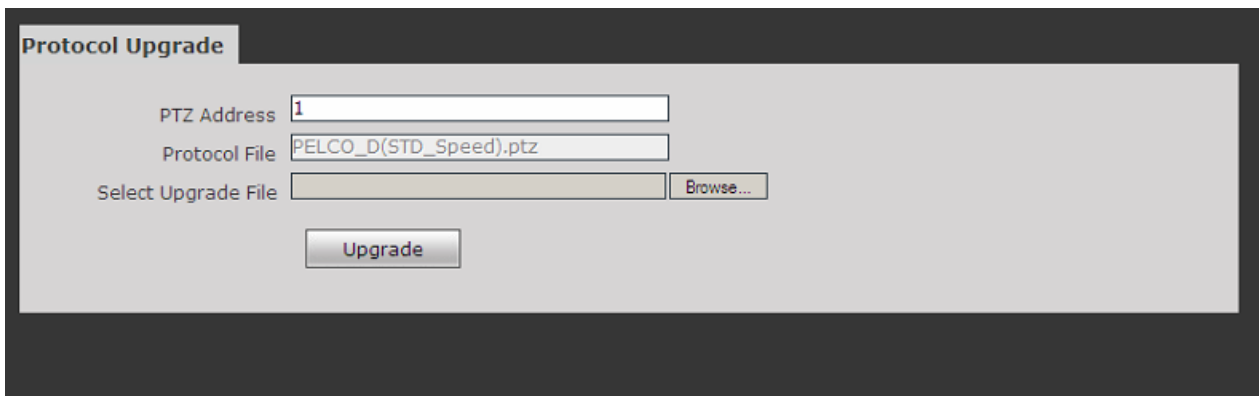 Protocol Upgrade
PTZ Address 1
Protocol File PELCO_D(STD_Speed).ptz
Select Upgrade File Browse...
Upgrade